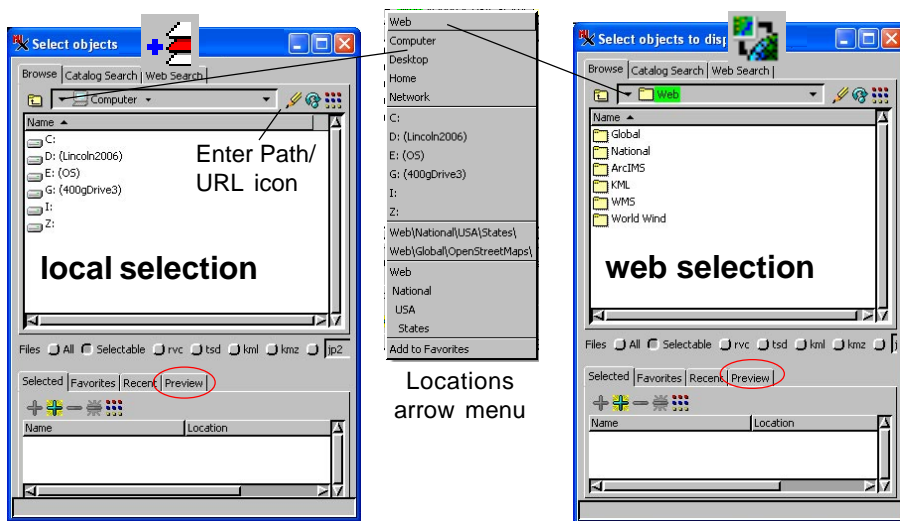 Select objects
Browse Catalog Search Web Search
Computer
Name
C:
D: (Lincoln2006)
E: (OS)
G: (400gDrive3)
I:
Z:
Enter Path/
URL icon
local selection
Files All Selectable rvc tsd kml kmz jp2
Selected Favorites Recent Preview
Name Location
Web
Computer
Desktop
Home
Network
C:
D: (Lincoln2006)
E: (OS)
G: (400gDrive3)
I:
Z:
Web\National\USA\States\
Web\Global\OpenStreetMaps\
Web
National
USA
States
Add to Favorites
Locations
arrow menu
Select objects to disp
Browse Catalog Search Web Search
Web
Name
Global
National
ArcIMS
KML
WMS
World Wind
web selection
Files All Selectable rvc tsd kml kmz j
Selected Favorites Recent Preview
Name Location